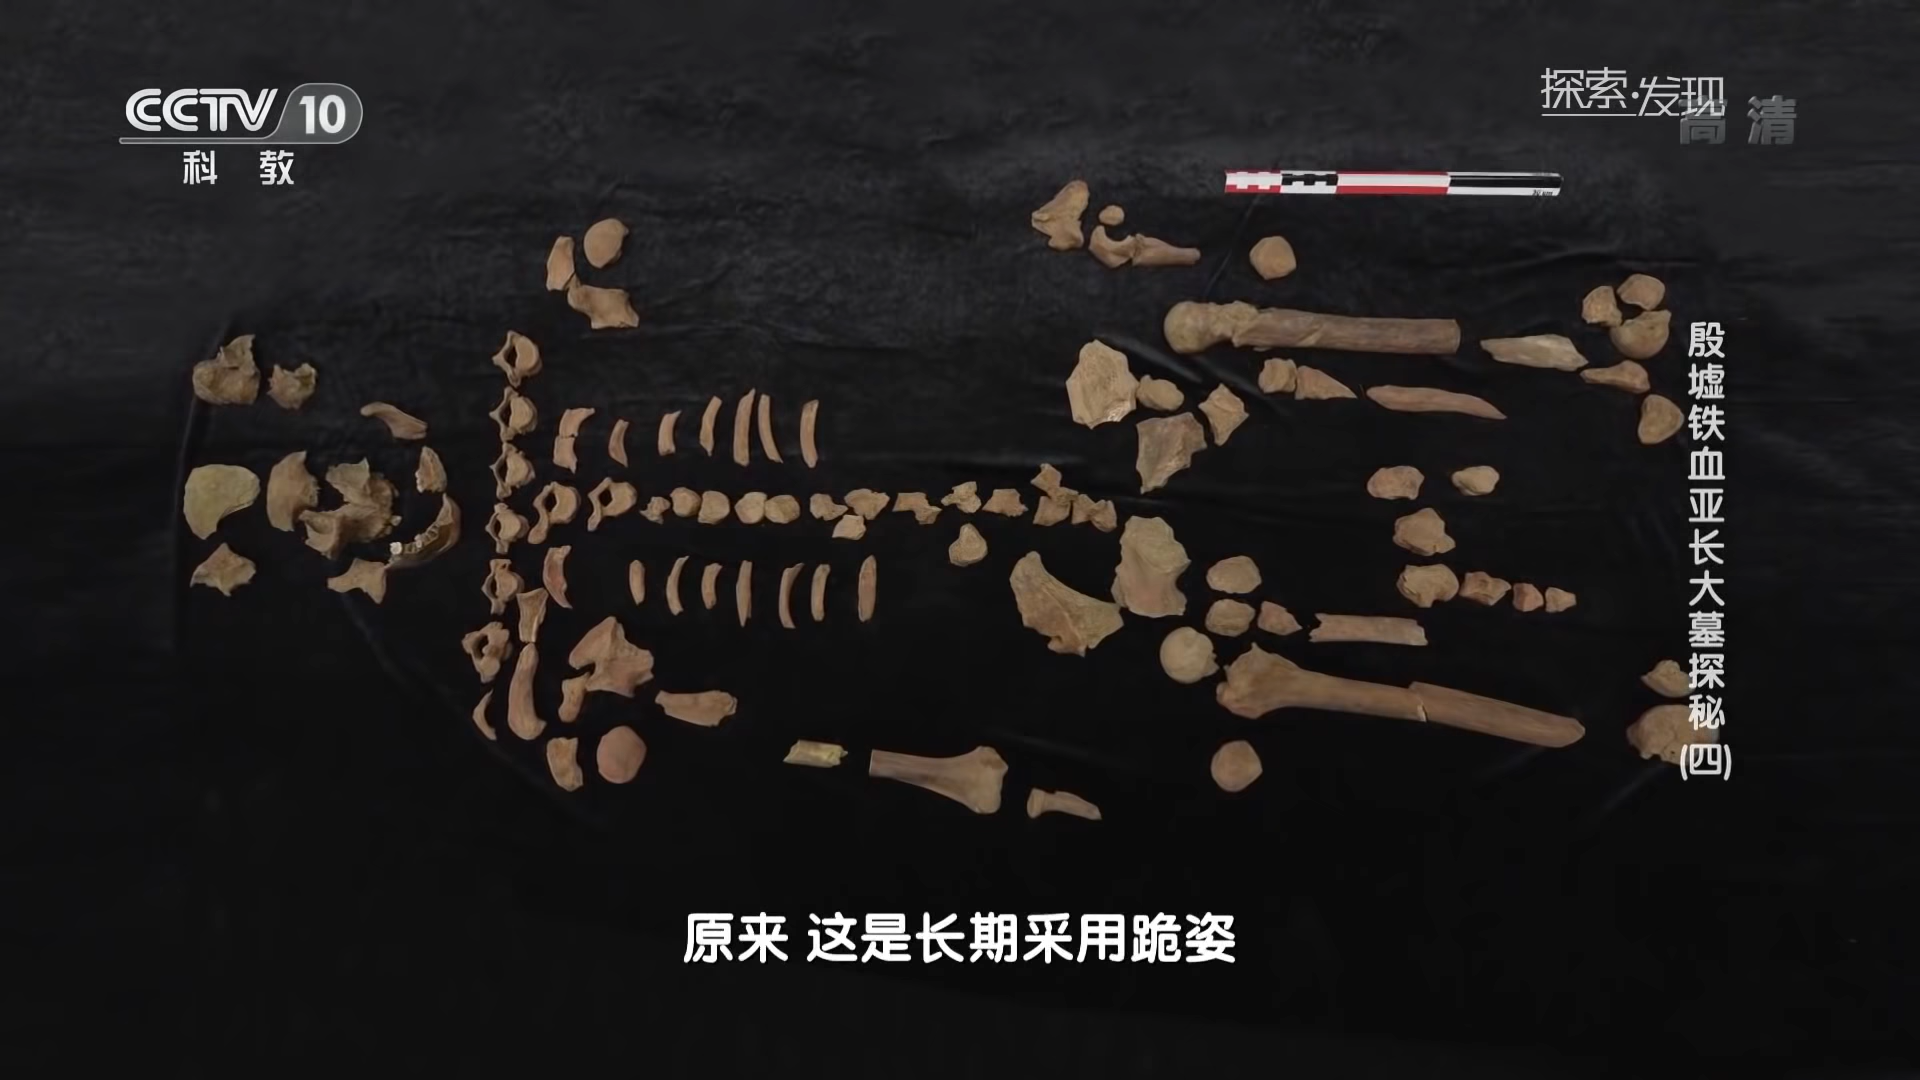 CCTV 10
科 教
探索·发现
高 清
殷墟铁血亚长大墓探秘(四)
原来 这是长期采用跪姿